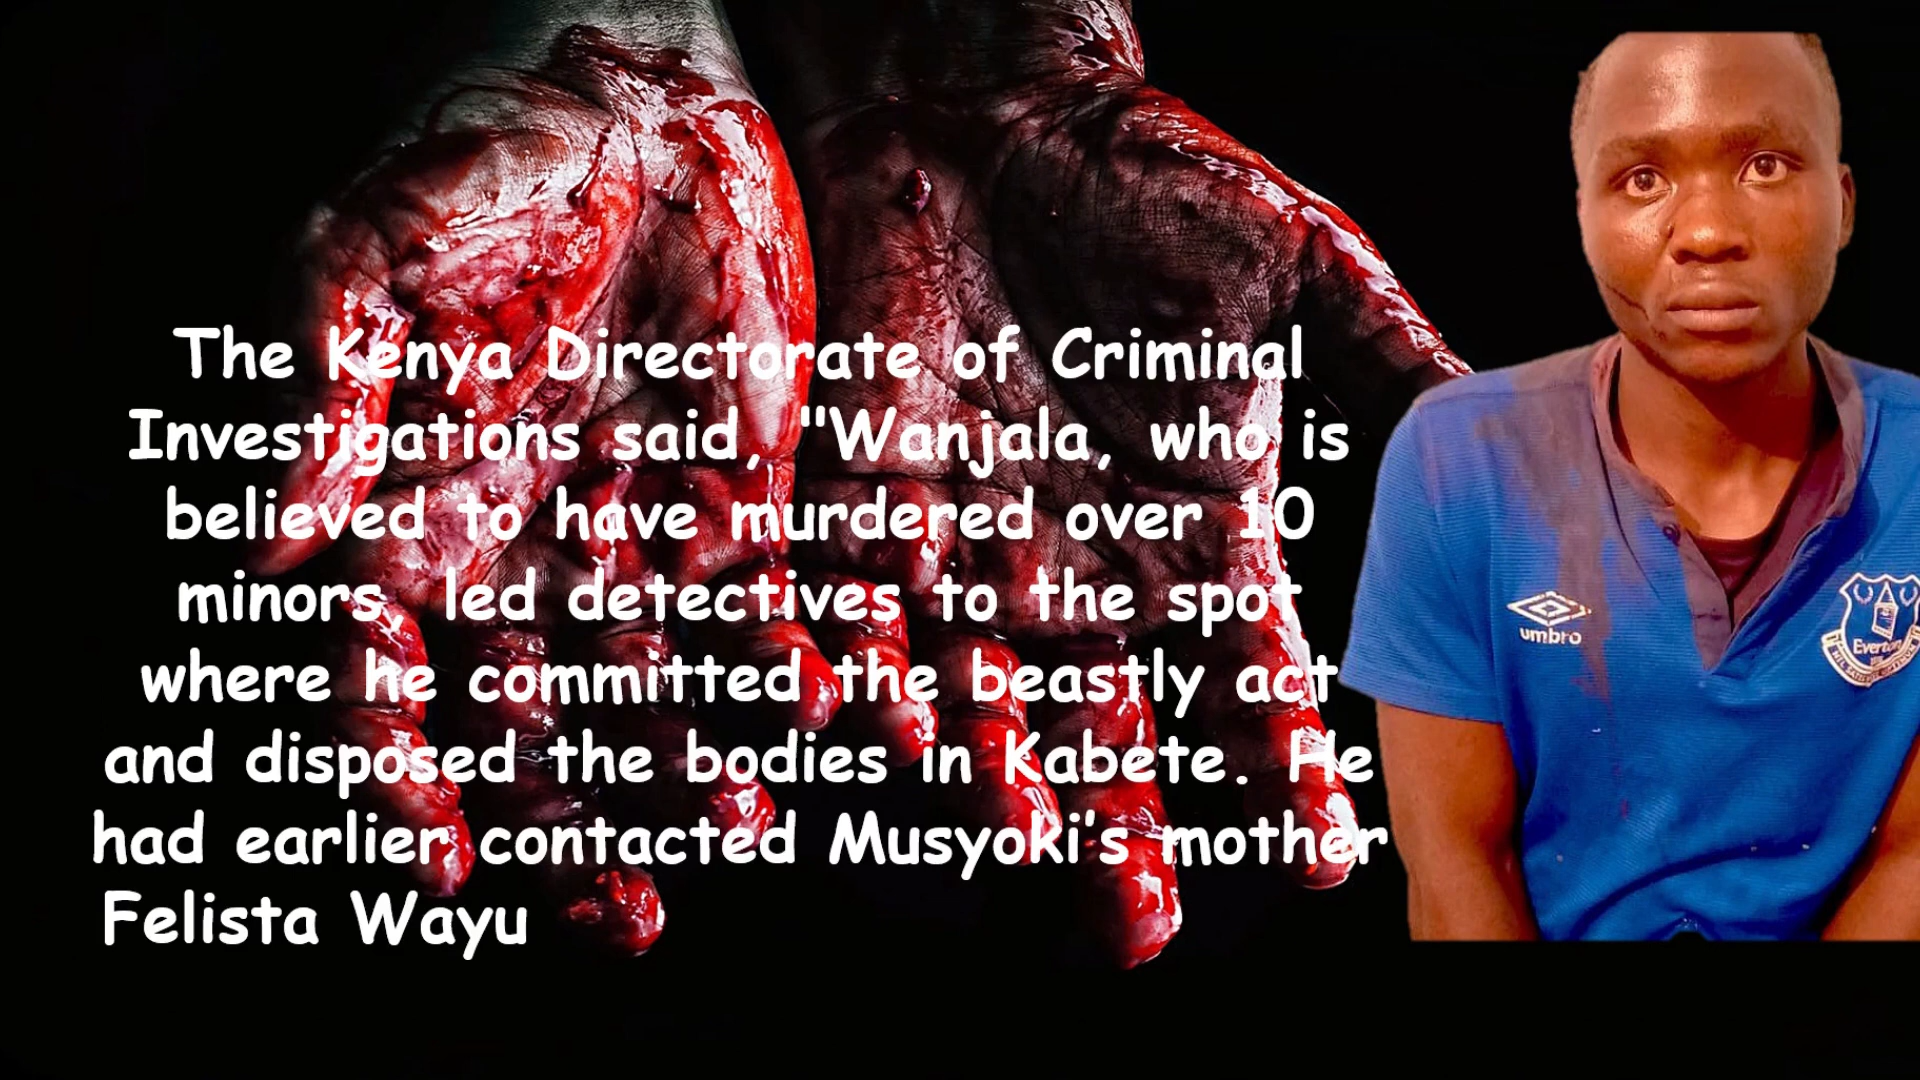 The Kenya Directorate of Criminal
Investigations said, "Wanjala, who is
believed to have murdered over 10
minors, led detectives to the spot
where he committed the beastly act
and disposed the bodies in Kabete. He
had earlier contacted Musyoki's mother
Felista Wayu
umbro
Everton